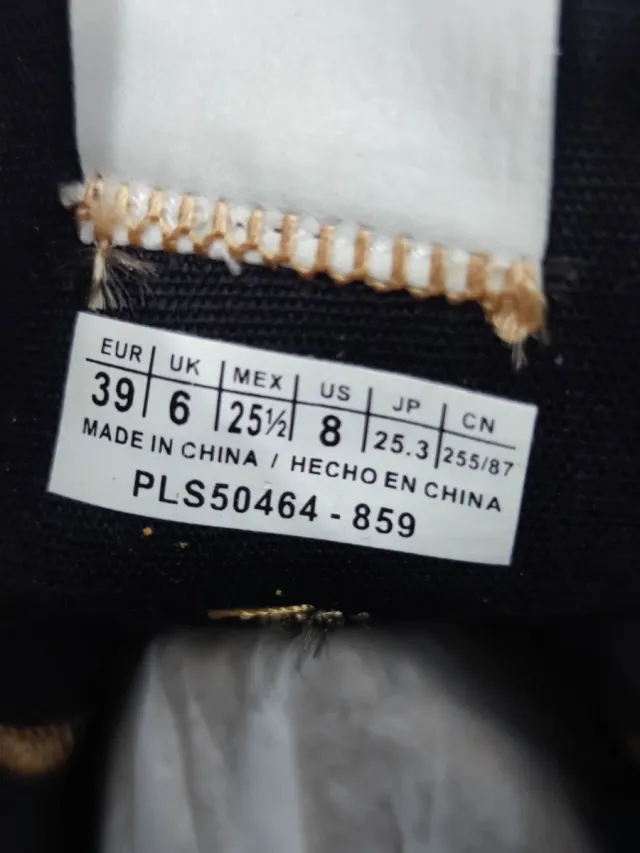 EUR | UK | MEX | US | JP | CN
39 | 6 | 25½ | 8 | 25.3 | 255/87
MADE IN CHINA / HECHO EN CHINA
PLS50464-859